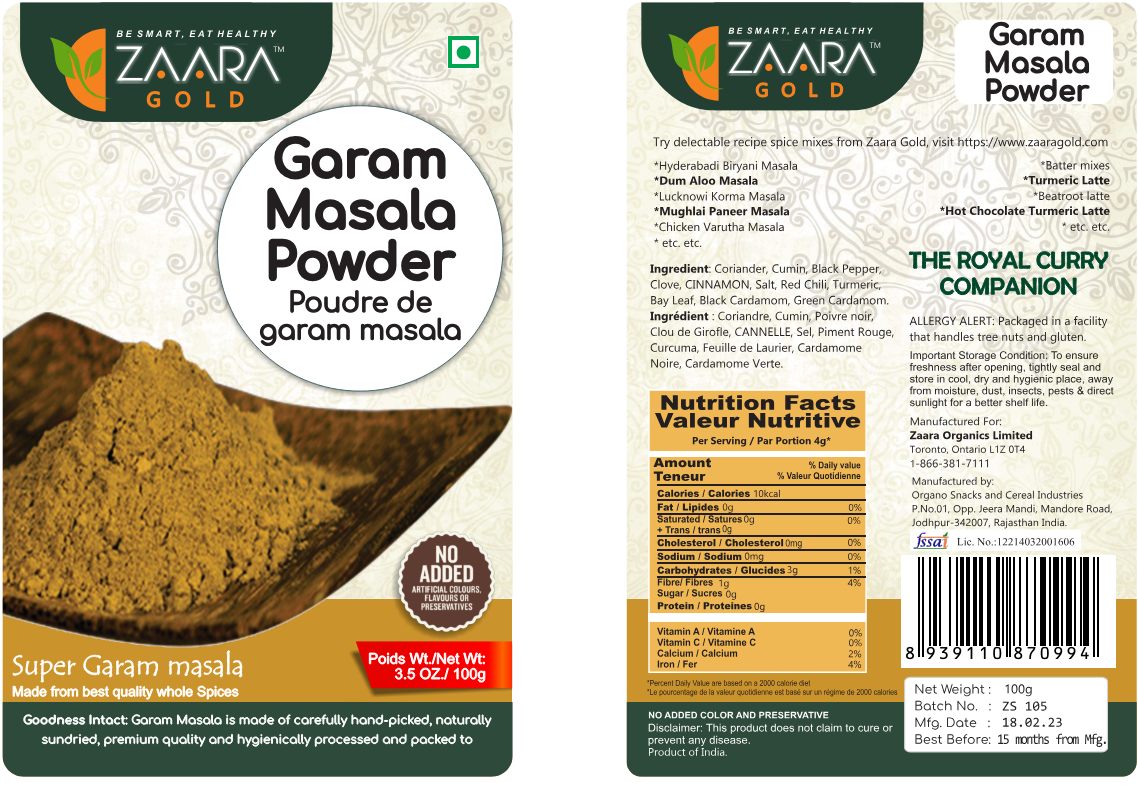 BE SMART, EAT HEALTHY
ZAARA™
GOLD
Garam
Masala
Powder
Poudre de
garam masala
NO
ADDED
ARTIFICIAL COLOURS,
FLAVOURS OR
PRESERVATIVES
Super Garam masala
Made from best quality whole Spices
Poids Wt./Net Wt:
3.5 OZ./ 100g
Goodness Intact: Garam Masala is made of carefully hand-picked, naturally
sundried, premium quality and hygienically processed and packed to
BE SMART, EAT HEALTHY
ZAARA™
GOLD
Garam
Masala
Powder
Try delectable recipe spice mixes from Zaara Gold, visit https://www.zaaragold.com
*Hyderabadi Biryani Masala
*Dum Aloo Masala
*Lucknowi Korma Masala
*Mughlai Paneer Masala
*Chicken Varutha Masala
* etc. etc.
*Batter mixes
*Turmeric Latte
*Beatroot latte
*Hot Chocolate Turmeric Latte
* etc. etc.
Ingredient: Coriander, Cumin, Black Pepper,
Clove, CINNAMON, Salt, Red Chili, Turmeric,
Bay Leaf, Black Cardamom, Green Cardamom.
Ingrédient : Coriandre, Cumin, Poivre noir,
Clou de Girofle, CANNELLE, Sel, Piment Rouge,
Curcuma, Feuille de Laurier, Cardamome
Noire, Cardamome Verte.
Nutrition Facts
Valeur Nutritive
Per Serving / Par Portion 4g*
Amount
Teneur
% Daily value
% Valeur Quotidienne
Calories / Calories 10kcal
Fat / Lipides 0g 0%
Saturated / Satures 0g 0%
+ Trans / trans 0g
Cholesterol / Cholesterol 0mg 0%
Sodium / Sodium 0mg 0%
Carbohydrates / Glucides 3g 1%
Fibre/ Fibres 1g 4%
Sugar / Sucres 0g
Protein / Proteines 0g
Vitamin A / Vitamine A 0%
Vitamin C / Vitamine C 0%
Calcium / Calcium 2%
Iron / Fer 4%
*Percent Daily Value are based on a 2000 calorie diet
*Le pourcentage de la valeur quotidienne est basé sur un régime de 2000 calories
NO ADDED COLOR AND PRESERVATIVE
Disclaimer: This product does not claim to cure or
prevent any disease.
Product of India.
THE ROYAL CURRY
COMPANION
ALLERGY ALERT: Packaged in a facility
that handles tree nuts and gluten.
Important Storage Condition: To ensure
freshness after opening, tightly seal and
store in cool, dry and hygienic place, away
from moisture, dust, insects, pests & direct
sunlight for a better shelf life.
Manufactured For:
Zaara Organics Limited
Toronto, Ontario L1Z 0T4
1-866-381-7111
Manufactured by:
Organo Snacks and Cereal Industries
P.No.01, Opp. Jeera Mandi, Mandore Road,
Jodhpur-342007, Rajasthan India.
fssai Lic. No.:12214032001606
8 939110 870994
Net Weight : 100g
Batch No. : ZS 105
Mfg. Date : 18.02.23
Best Before: 15 months from Mfg.